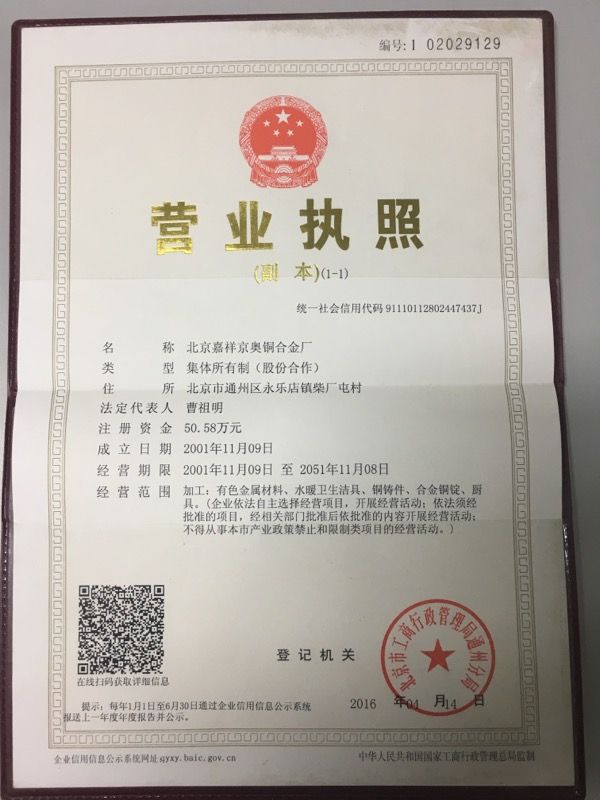 编号:1 02029129
营业执照
(副 本)(1-1)
统一社会信用代码 91110112802447437J
名 称 北京嘉祥京奥铜合金厂
类 型 集体所有制（股份合作）
住 所 北京市通州区永乐店镇柴厂屯村
法定代表人 曹祖明
注册资金 50.58万元
成立日期 2001年11月09日
经营期限 2001年11月09日 至 2051年11月08日
经营范围 加工：有色金属材料、水暖卫生洁具、铜铸件、合金铜锭、厨
具。（企业依法自主选择经营项目，开展经营活动；依法须经
批准的项目，经相关部门批准后依批准的内容开展经营活动；
不得从事本市产业政策禁止和限制类项目的经营活动。）
在线扫码获取详细信息
登记机关
北京市工商行政管理局通州分局
2016 年 04 月 14 日
提示：每年1月1日至6月30日通过企业信用信息公示系统
报送上一年度年度报告并公示。
企业信用信息公示系统网址:qyxy.baic.gov.cn
中华人民共和国国家工商行政管理总局监制